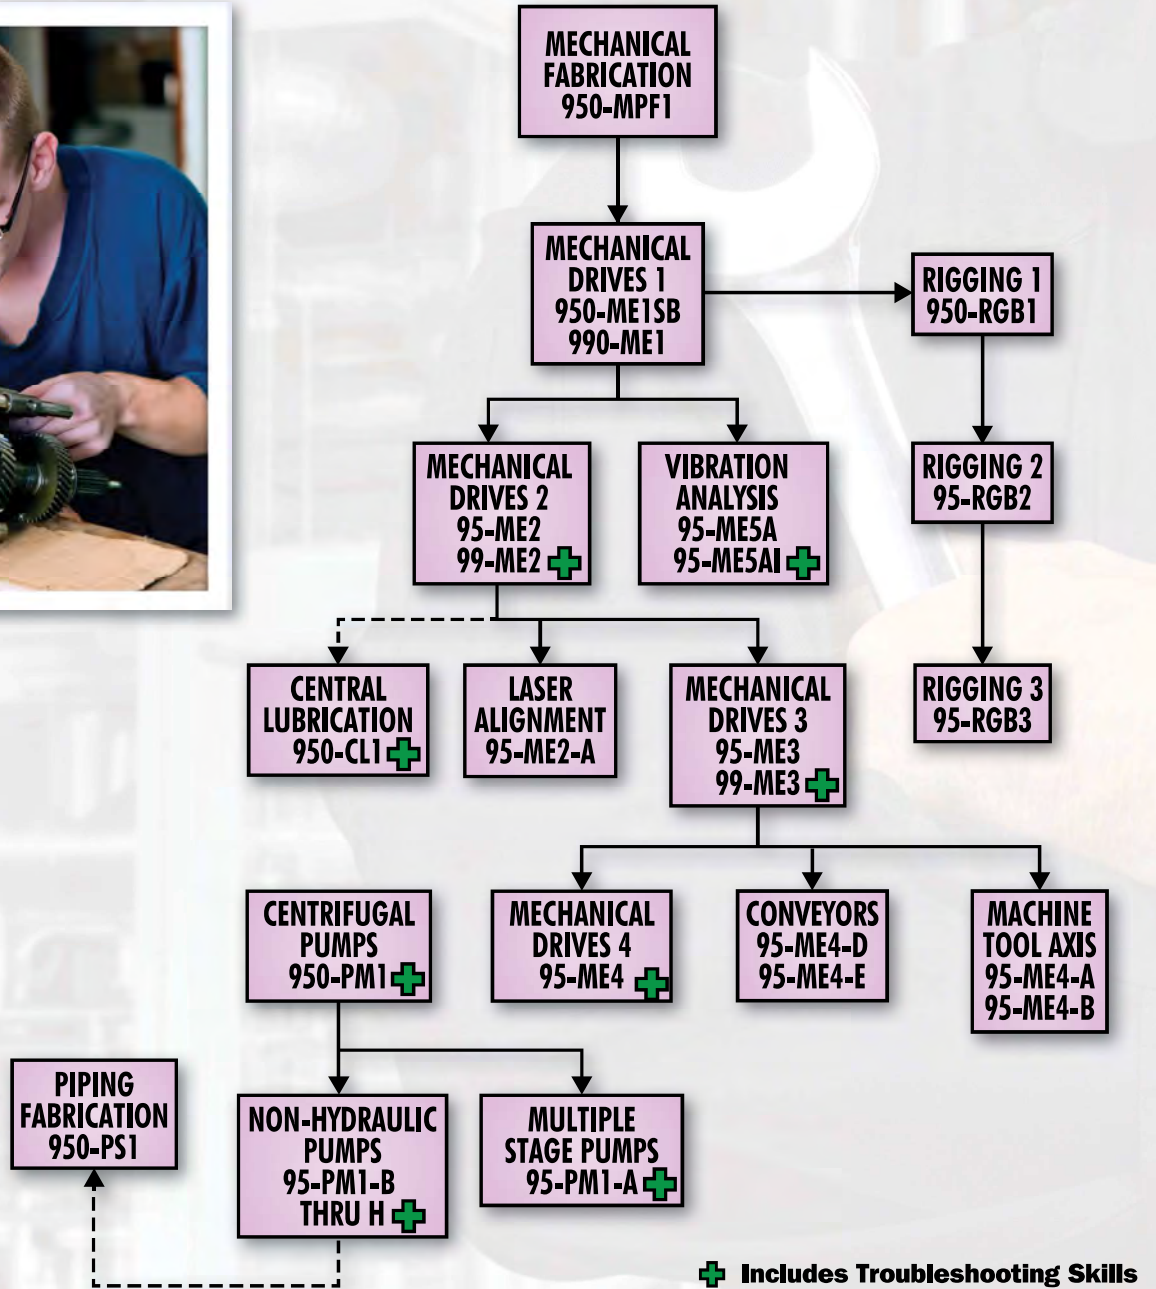 MECHANICAL
FABRICATION
950-MPF1
MECHANICAL
DRIVES 1
950-ME1SB
990-ME1
RIGGING 1
950-RGB1
MECHANICAL
DRIVES 2
95-ME2
99-ME2
VIBRATION
ANALYSIS
95-ME5A
95-ME5AI
RIGGING 2
95-RGB2
CENTRAL
LUBRICATION
950-CL1
LASER
ALIGNMENT
95-ME2-A
MECHANICAL
DRIVES 3
95-ME3
99-ME3
RIGGING 3
95-RGB3
CENTRIFUGAL
PUMPS
950-PM1
MECHANICAL
DRIVES 4
95-ME4
CONVEYORS
95-ME4-D
95-ME4-E
MACHINE
TOOL AXIS
95-ME4-A
95-ME4-B
PIPING
FABRICATION
950-PS1
NON-HYDRAULIC
PUMPS
95-PM1-B
THRU H
MULTIPLE
STAGE PUMPS
95-PM1-A
Includes Troubleshooting Skills